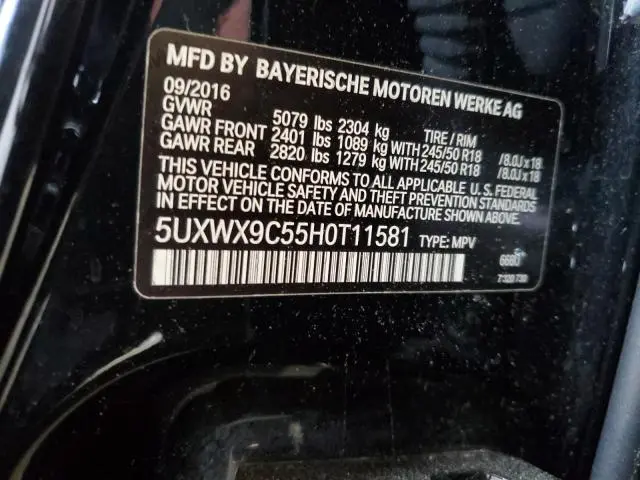 MFD BY BAYERISCHE MOTOREN WERKE AG
09/2016
GVWR 5079 lbs 2304 kg TIRE / RIM
GAWR FRONT 2401 lbs 1089 kg WITH 245/50 R18 /8.0J x 18
GAWR REAR 2820 lbs 1279 kg WITH 245/50 R18 /8.0J x 18
THIS VEHICLE CONFORMS TO ALL APPLICABLE U.S. FEDERAL
MOTOR VEHICLE SAFETY AND THEFT PREVENTION STANDARDS
IN EFFECT ON THE DATE OF MANUFACTURE SHOWN ABOVE.
5UXWX9C55H0T11581 TYPE: MPV